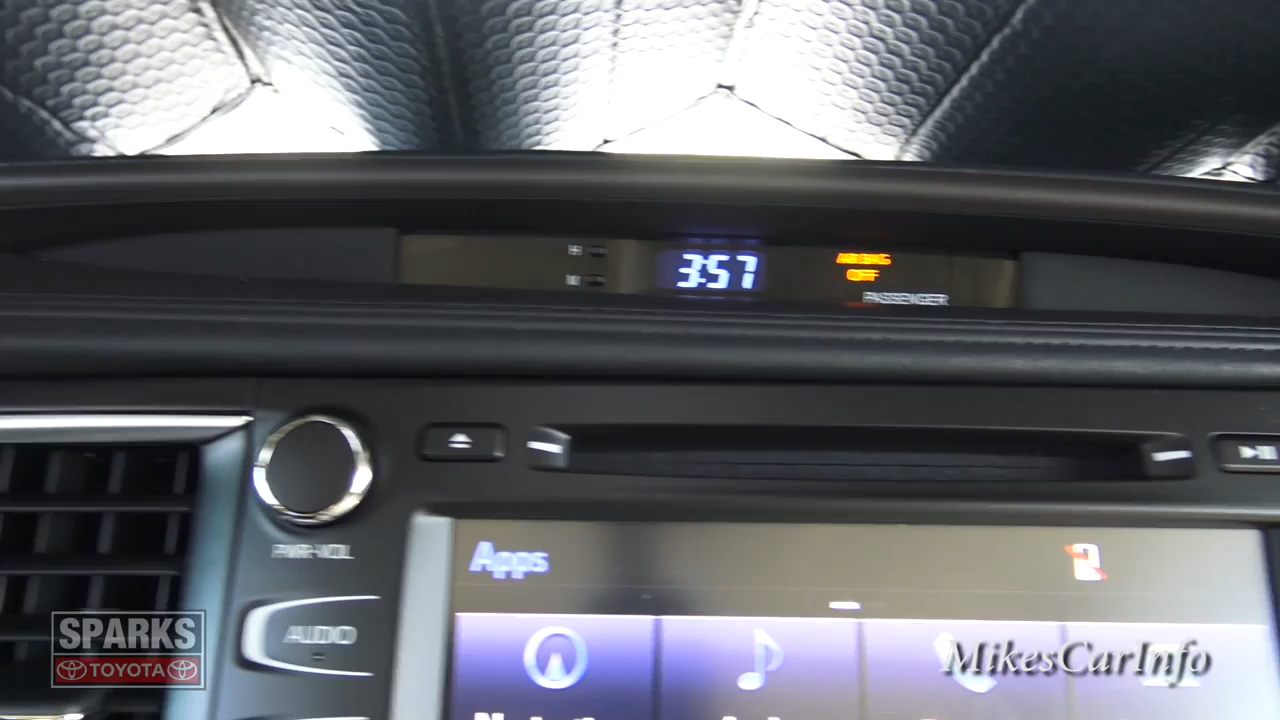 H
M
3:57
AIRBAG
OFF
PASSENGER
PWR•VOL
Apps
AUDIO
SPARKS
TOYOTA
MikesCarInfo